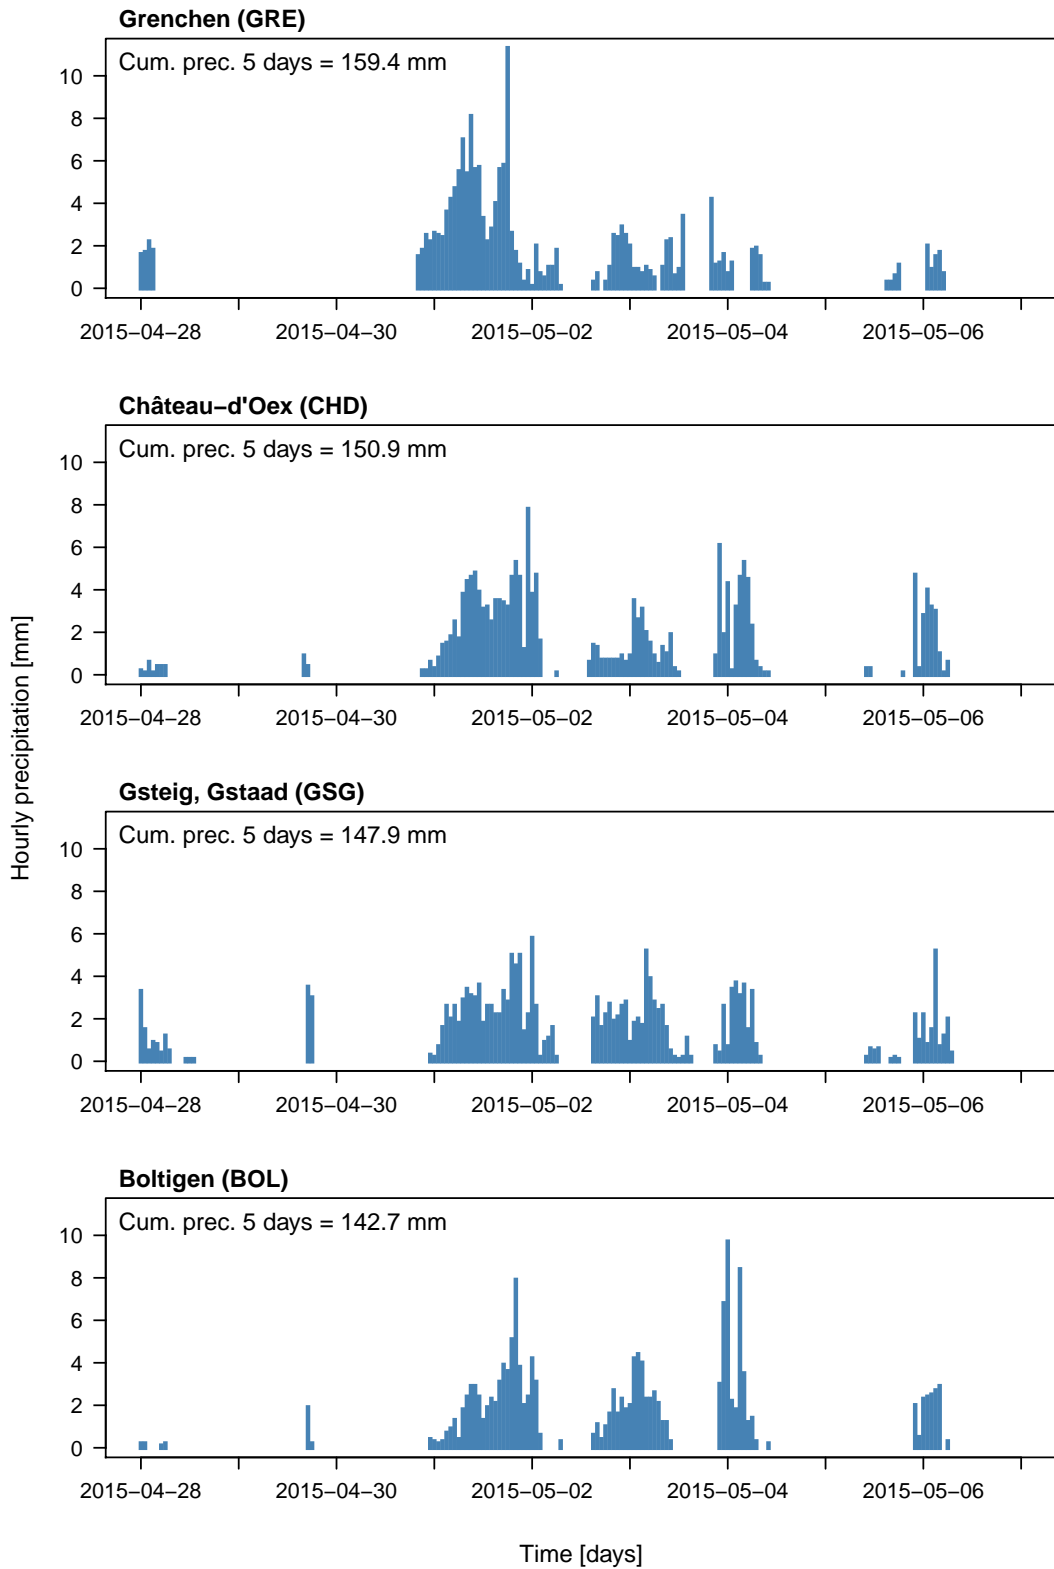 Grenchen (GRE)
Cum. prec. 5 days = 159.4 mm
10
8
6
4
2
0
2015−04−28 2015−04−30 2015−05−02 2015−05−04 2015−05−06
Château−d'Oex (CHD)
Cum. prec. 5 days = 150.9 mm
10
8
6
4
2
0
2015−04−28 2015−04−30 2015−05−02 2015−05−04 2015−05−06
Hourly precipitation [mm]
Gsteig, Gstaad (GSG)
Cum. prec. 5 days = 147.9 mm
10
8
6
4
2
0
2015−04−28 2015−04−30 2015−05−02 2015−05−04 2015−05−06
Boltigen (BOL)
Cum. prec. 5 days = 142.7 mm
10
8
6
4
2
0
2015−04−28 2015−04−30 2015−05−02 2015−05−04 2015−05−06
Time [days]